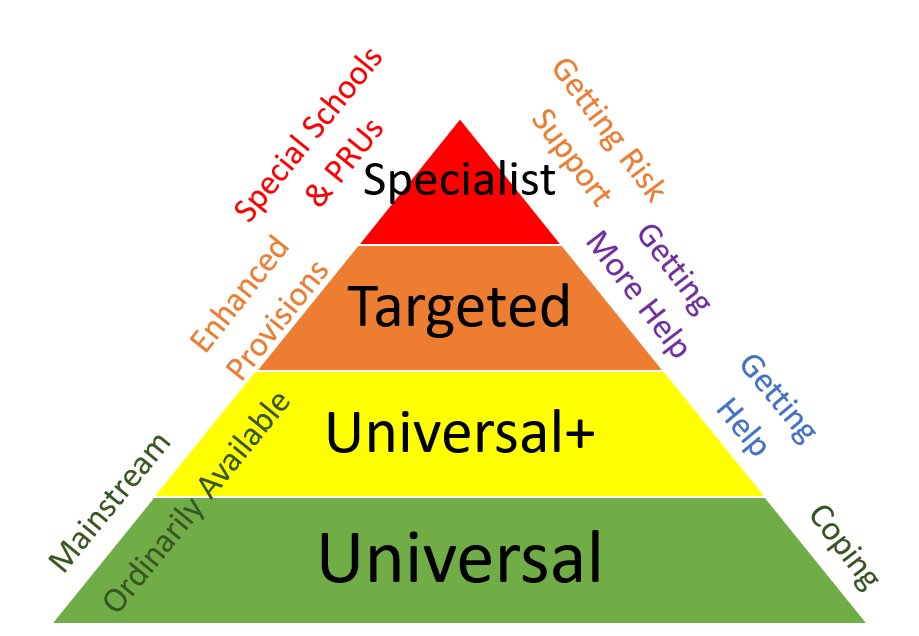 Special Schools
& PRUs
Getting Risk
Support
Specialist
Enhanced
Provisions
Getting
More Help
Targeted
Getting
Help
Universal+
Mainstream
Ordinarily Available
Coping
Universal